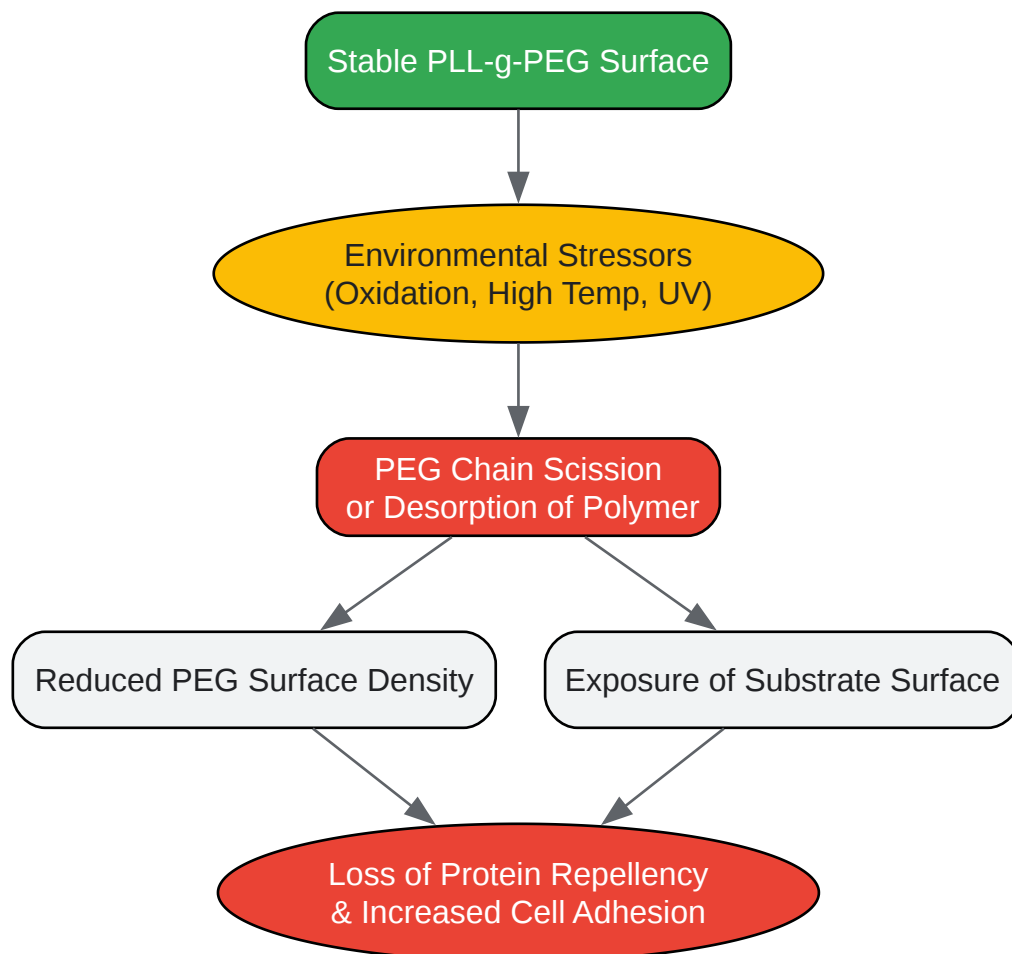 Stable PLL-g-PEG Surface
Environmental Stressors
(Oxidation, High Temp, UV)
PEG Chain Scission
or Desorption of Polymer
Reduced PEG Surface Density
Exposure of Substrate Surface
Loss of Protein Repellency
& Increased Cell Adhesion